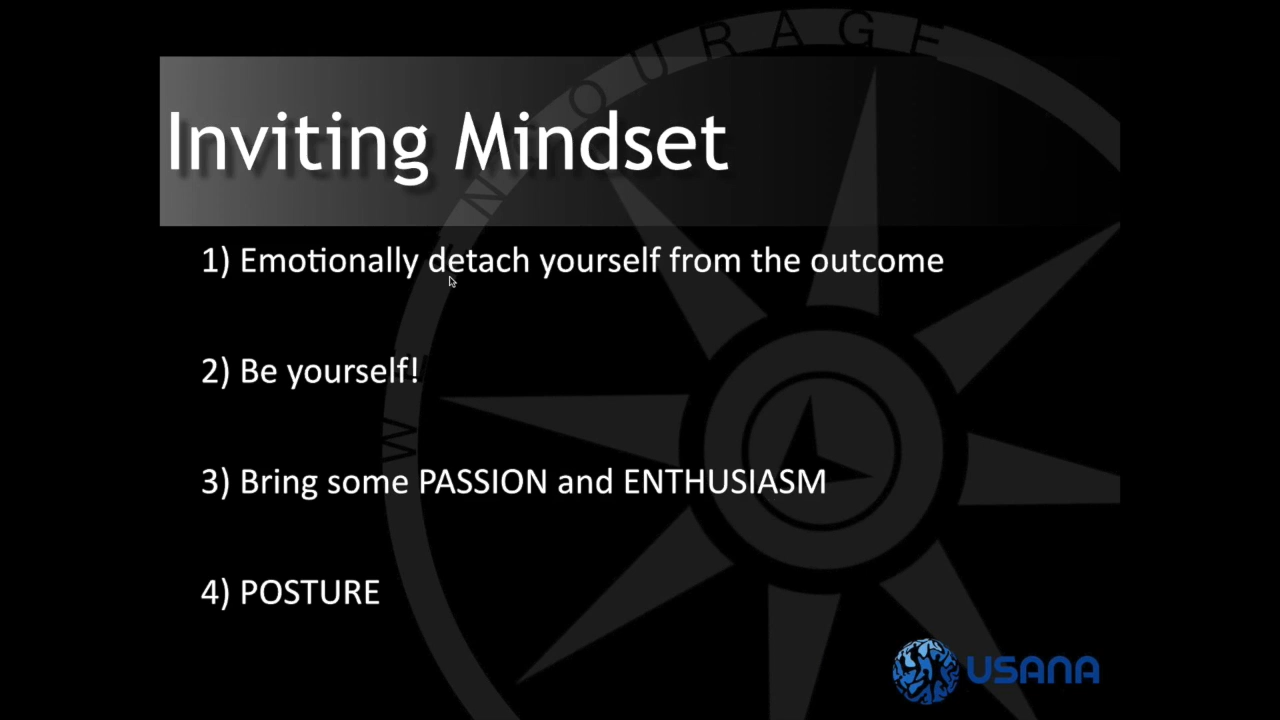 W E N C O U R A G E
Inviting Mindset
1) Emotionally detach yourself from the outcome
2) Be yourself!
3) Bring some PASSION and ENTHUSIASM
4) POSTURE
USANA